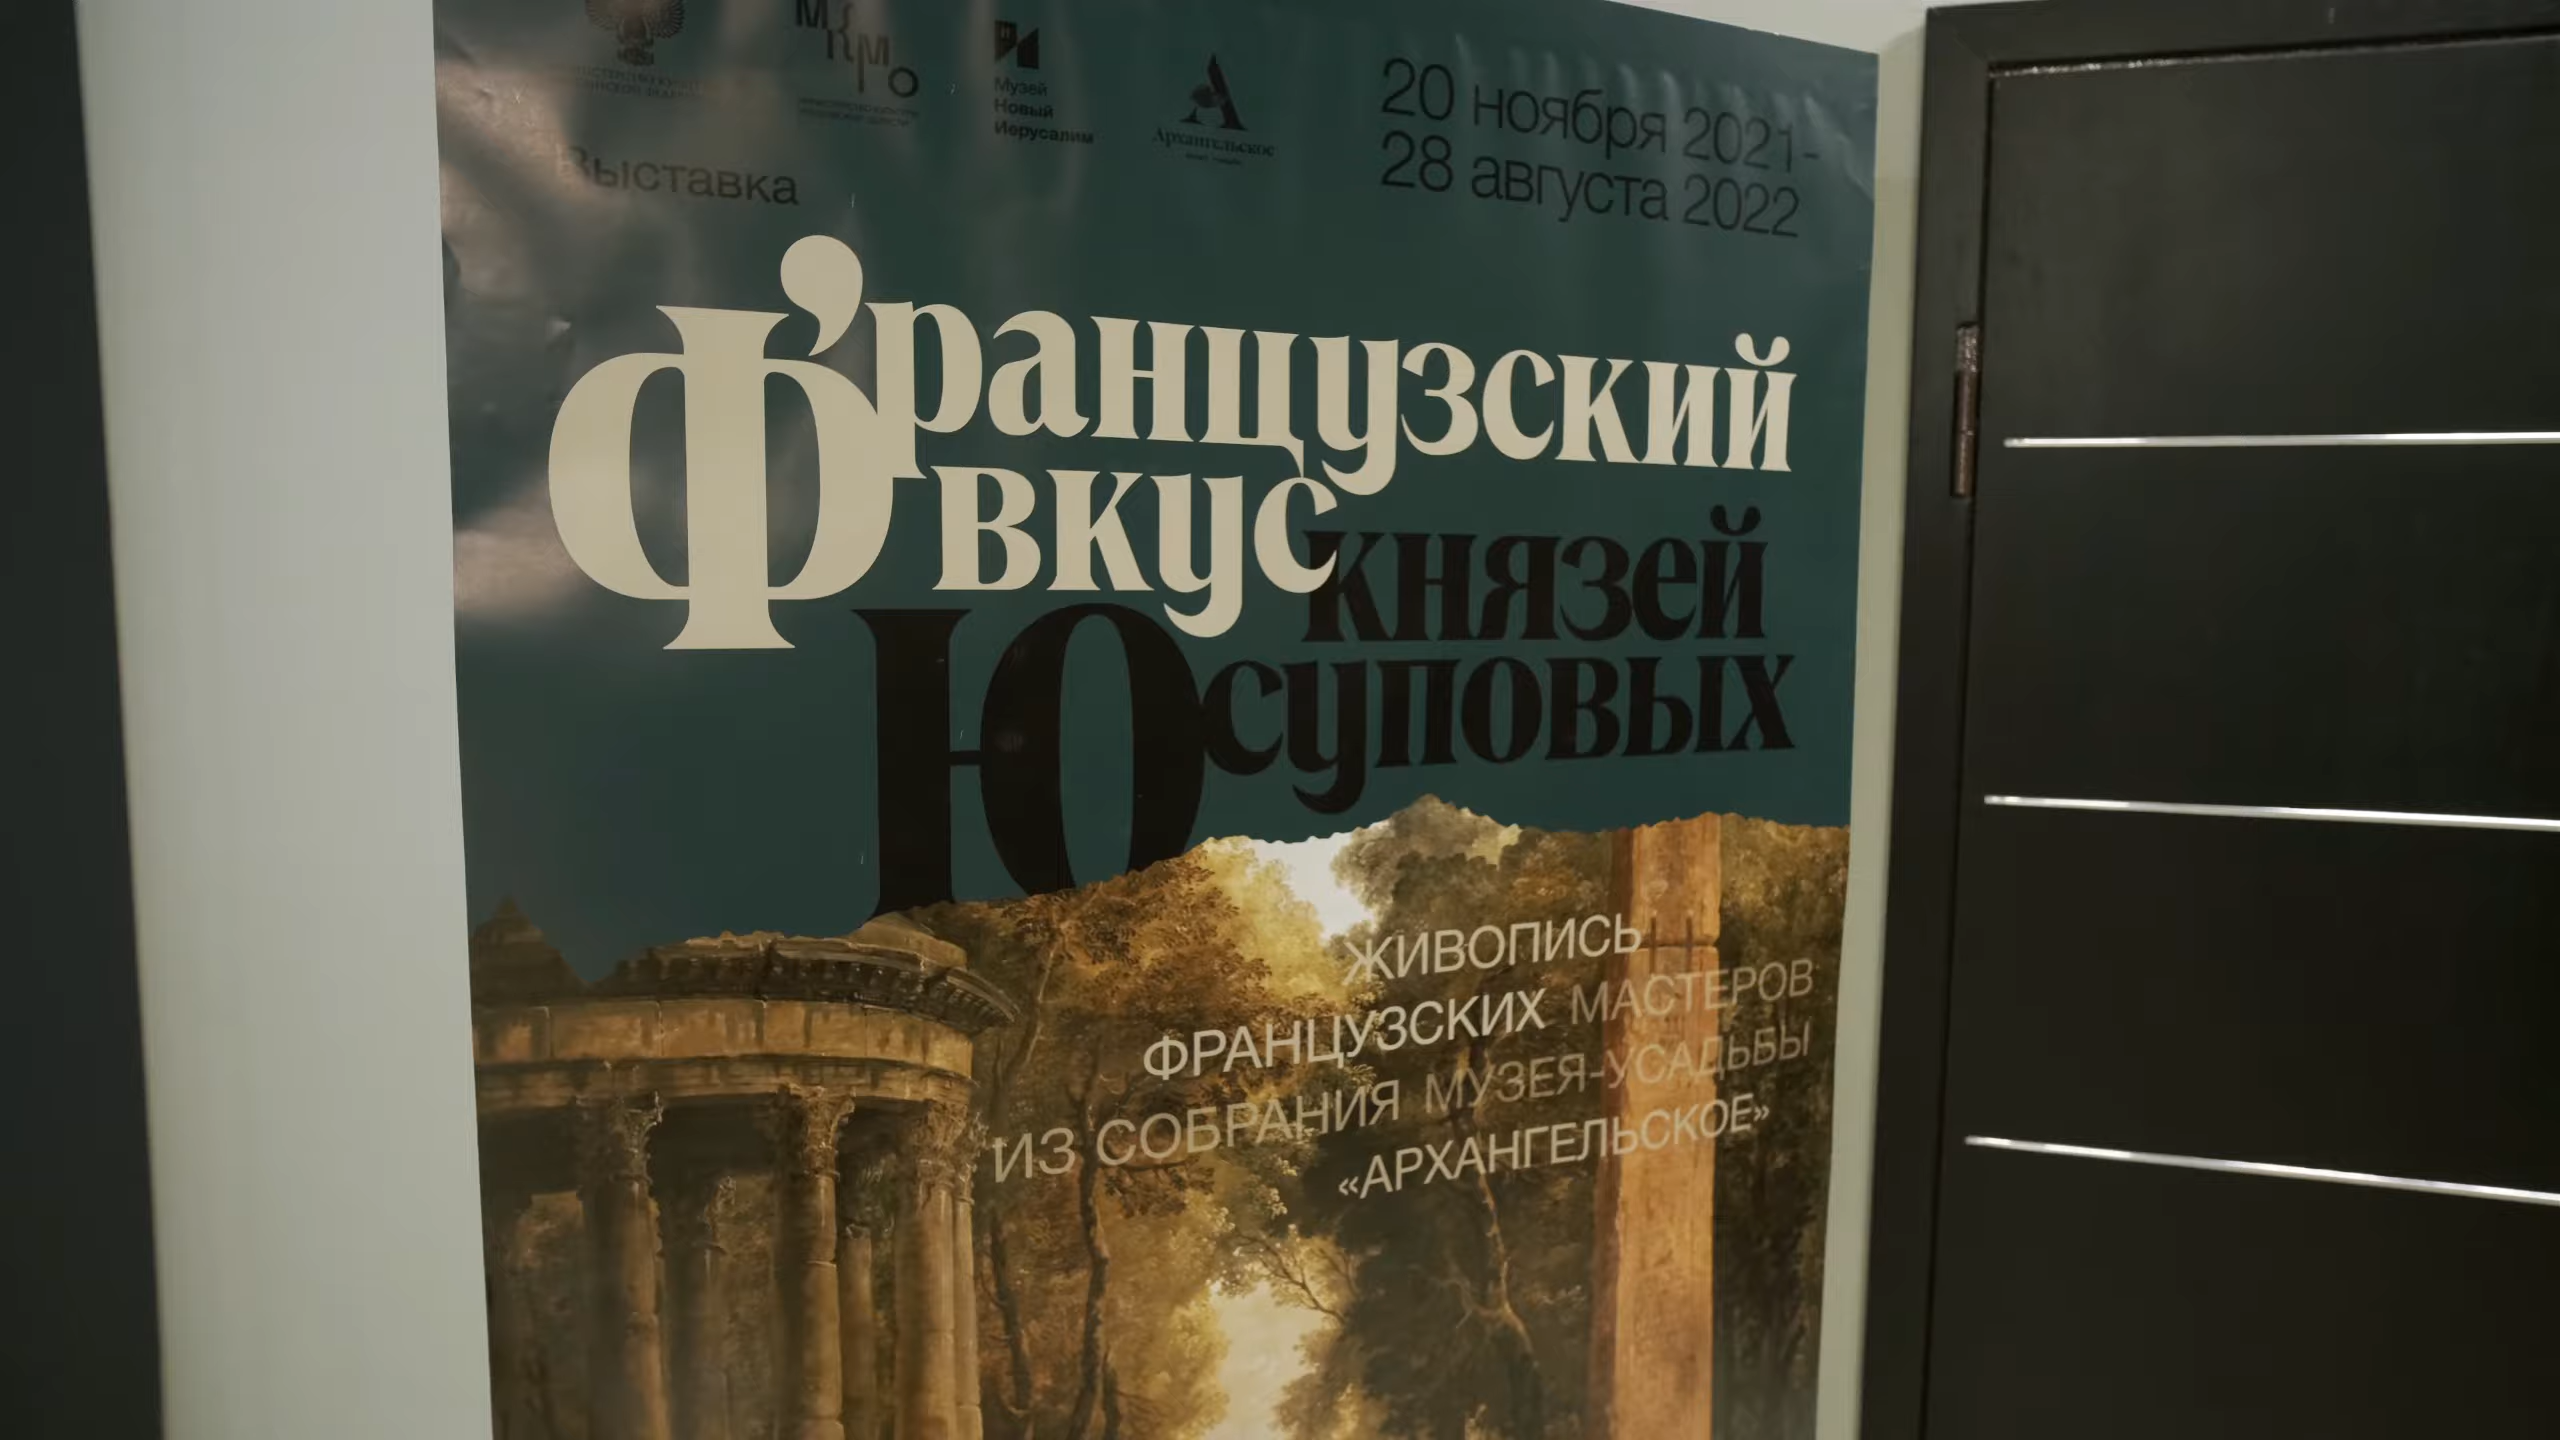 Музей
Новый
Иерусалим
Архангельское
20 ноября 2021-
28 августа 2022
Выставка
Французский
вкус
князей
Юсуповых
ЖИВОПИСЬ
ФРАНЦУЗСКИХ МАСТЕРОВ
ИЗ СОБРАНИЯ МУЗЕЯ-УСАДЬБЫ
«АРХАНГЕЛЬСКОЕ»